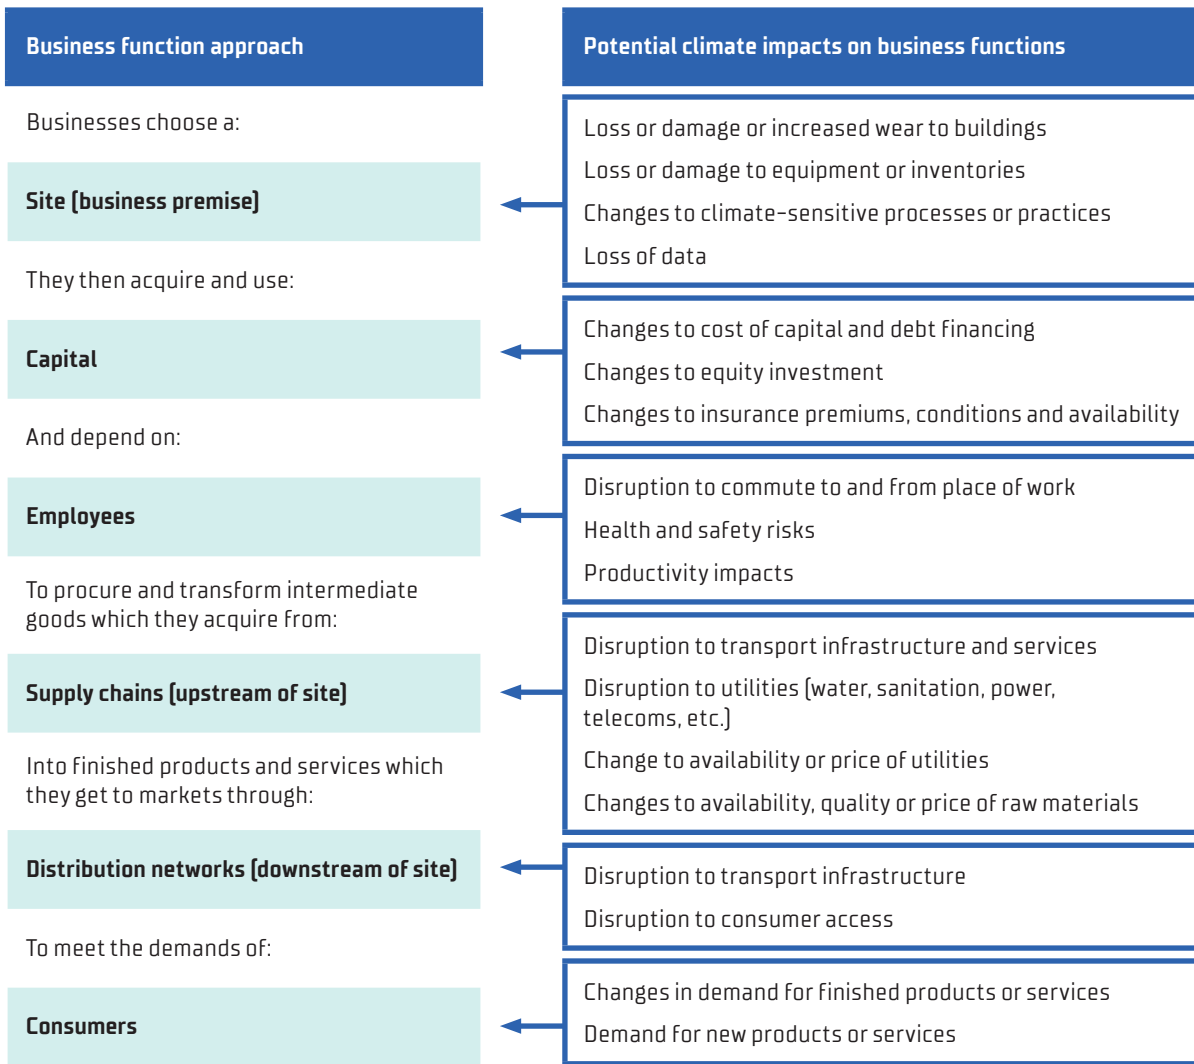 Business function approach
Businesses choose a:
Site (business premise)
They then acquire and use:
Capital
And depend on:
Employees
To procure and transform intermediate
goods which they acquire from:
Supply chains (upstream of site)
Into finished products and services which
they get to markets through:
Distribution networks (downstream of site)
To meet the demands of:
Consumers
Potential climate impacts on business functions
Loss or damage or increased wear to buildings
Loss or damage to equipment or inventories
Changes to climate-sensitive processes or practices
Loss of data
Changes to cost of capital and debt financing
Changes to equity investment
Changes to insurance premiums, conditions and availability
Disruption to commute to and from place of work
Health and safety risks
Productivity impacts
Disruption to transport infrastructure and services
Disruption to utilities (water, sanitation, power,
telecoms, etc.)
Change to availability or price of utilities
Changes to availability, quality or price of raw materials
Disruption to transport infrastructure
Disruption to consumer access
Changes in demand for finished products or services
Demand for new products or services